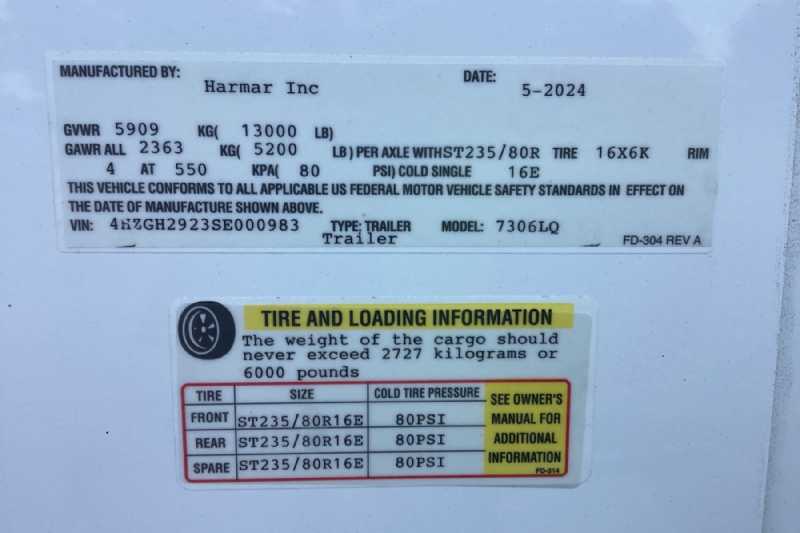 MANUFACTURED BY: Harmar Inc DATE: 5-2024
GVWR 5909 KG( 13000 LB)
GAWR ALL 2363 KG( 5200 LB) PER AXLE WITH ST235/80R TIRE 16X6K RIM
4 AT 550 KPA( 80 PSI) COLD SINGLE 16E
THIS VEHICLE CONFORMS TO ALL APPLICABLE US FEDERAL MOTOR VEHICLE SAFETY STANDARDS IN EFFECT ON
THE DATE OF MANUFACTURE SHOWN ABOVE.
VIN: 4HZGH2923SE000983 TYPE: TRAILER MODEL: 7306LQ
Trailer FD-304 REV A
TIRE AND LOADING INFORMATION
The weight of the cargo should
never exceed 2727 kilograms or
6000 pounds
TIRE SIZE COLD TIRE PRESSURE SEE OWNER'S
FRONT ST235/80R16E 80PSI MANUAL FOR
REAR ST235/80R16E 80PSI ADDITIONAL
SPARE ST235/80R16E 80PSI INFORMATION
FD-314